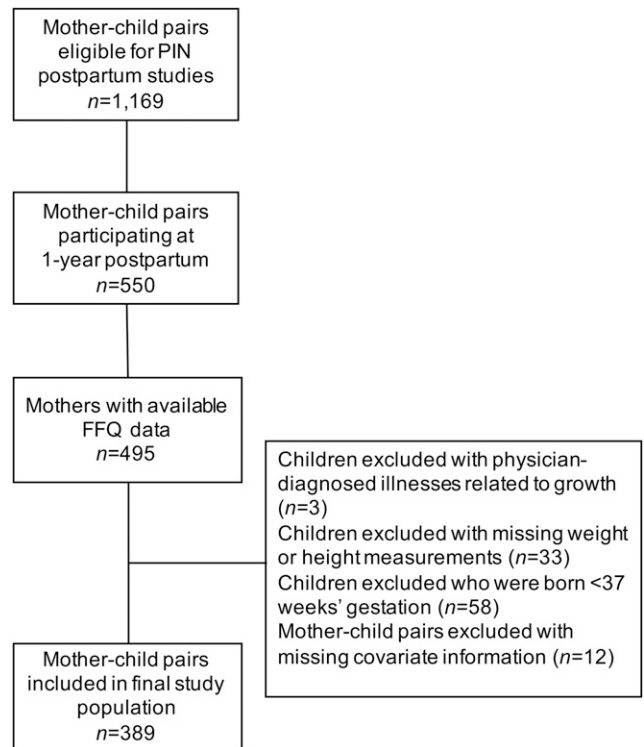 Mother-child pairs
eligible for PIN
postpartum studies
n=1,169
Mother-child pairs
participating at
1-year postpartum
n=550
Mothers with available
FFQ data
n=495
Children excluded with physician-
diagnosed illnesses related to growth
(n=3)
Children excluded with missing weight
or height measurements (n=33)
Children excluded who were born <37
weeks’ gestation (n=58)
Mother-child pairs excluded with
missing covariate information (n=12)
Mother-child pairs
included in final study
population
n=389